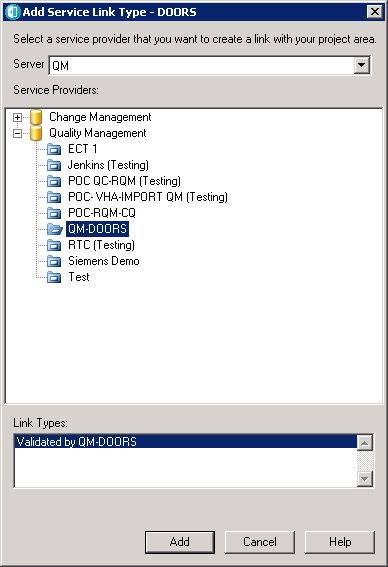 Add Service Link Type - DOORS
Select a service provider that you want to create a link with your project area.
Server QM
Service Providers:
Change Management
Quality Management
ECT 1
Jenkins (Testing)
POC QC-RQM (Testing)
POC- VHA-IMPORT QM (Testing)
POC-RQM-CQ
QM-DOORS
RTC (Testing)
Siemens Demo
Test
Link Types:
Validated by QM-DOORS
Add Cancel Help